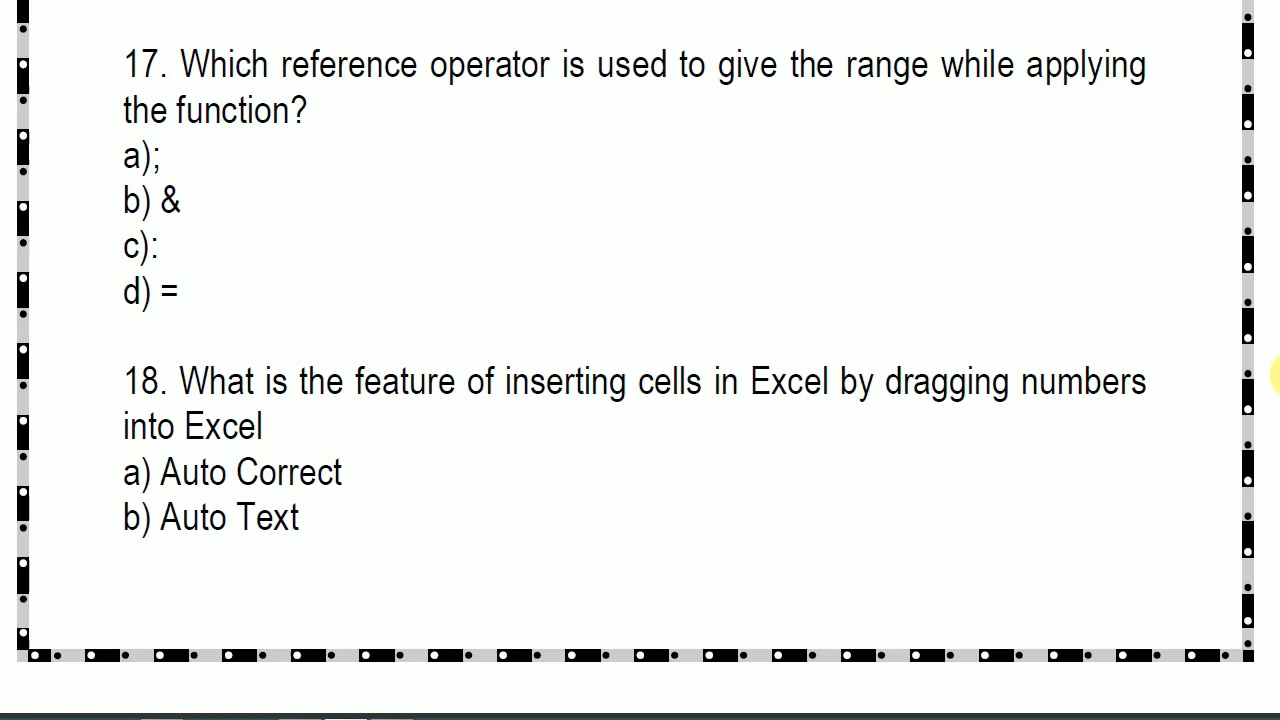 17. Which reference operator is used to give the range while applying
the function?
a);
b) &
c):
d) =
18. What is the feature of inserting cells in Excel by dragging numbers
into Excel
a) Auto Correct
b) Auto Text